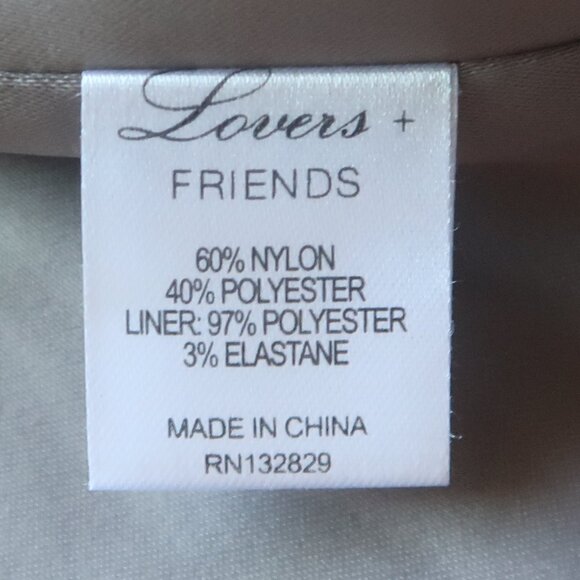 Lovers +
FRIENDS
60% NYLON
40% POLYESTER
LINER: 97% POLYESTER
3% ELASTANE
MADE IN CHINA
RN132829